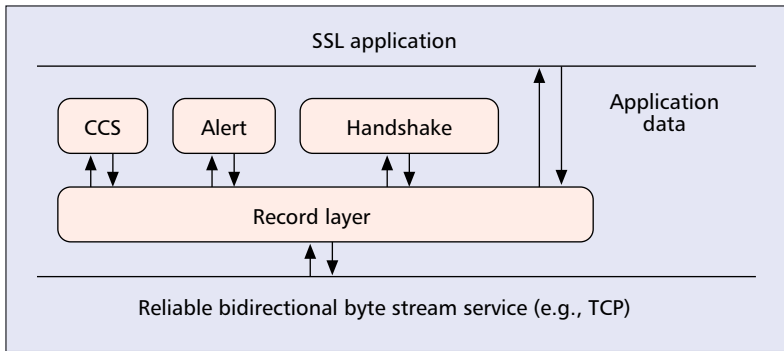 SSL application
Application
data
CCS
Alert
Handshake
Record layer
Reliable bidirectional byte stream service (e.g., TCP)